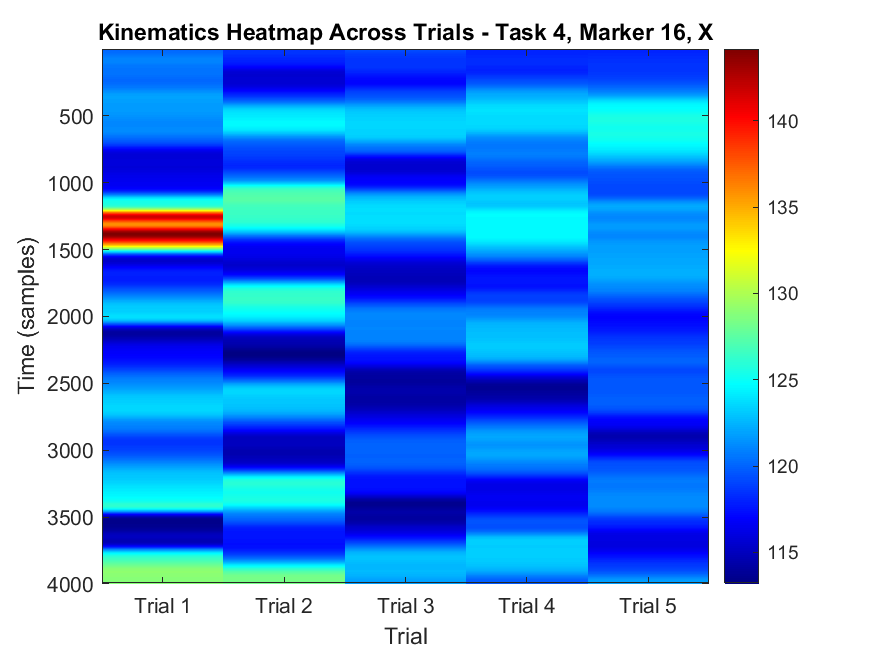 Kinematics Heatmap Across Trials - Task 4, Marker 16, X
500
1000
1500
2000
2500
3000
3500
4000
Time (samples)
Trial 1
Trial 2
Trial 3
Trial 4
Trial 5
Trial
140
135
130
125
120
115